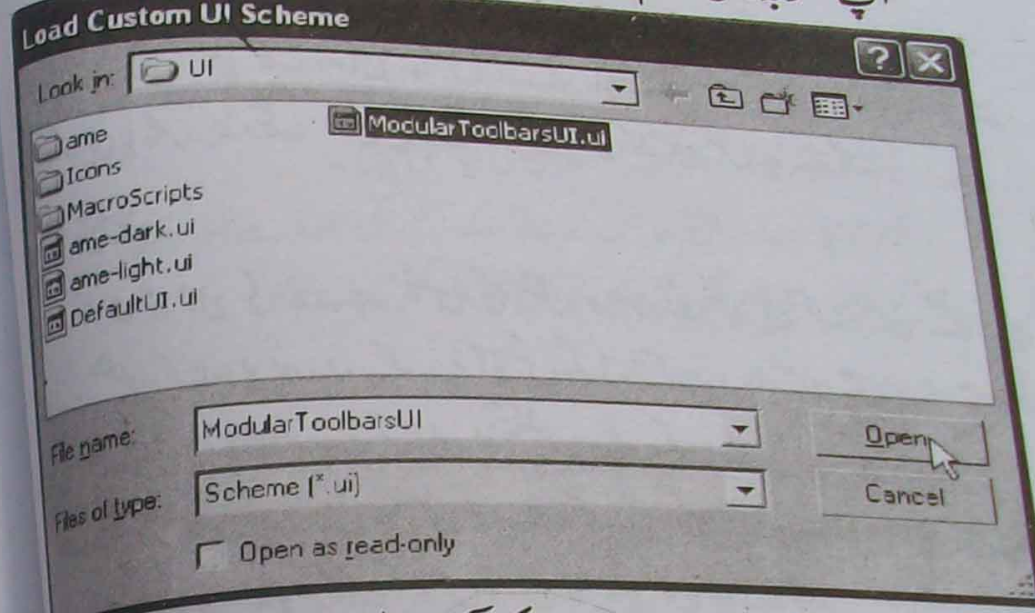 Load Custom UI Scheme
Look in: UI
ame
Icons
MacroScripts
ame-dark.ui
ame-light.ui
DefaultUI.ui
ModularToolbarsUI.ui
File name: ModularToolbarsUI
Open
Files of type: Scheme (*.ui)
Cancel
Open as read-only